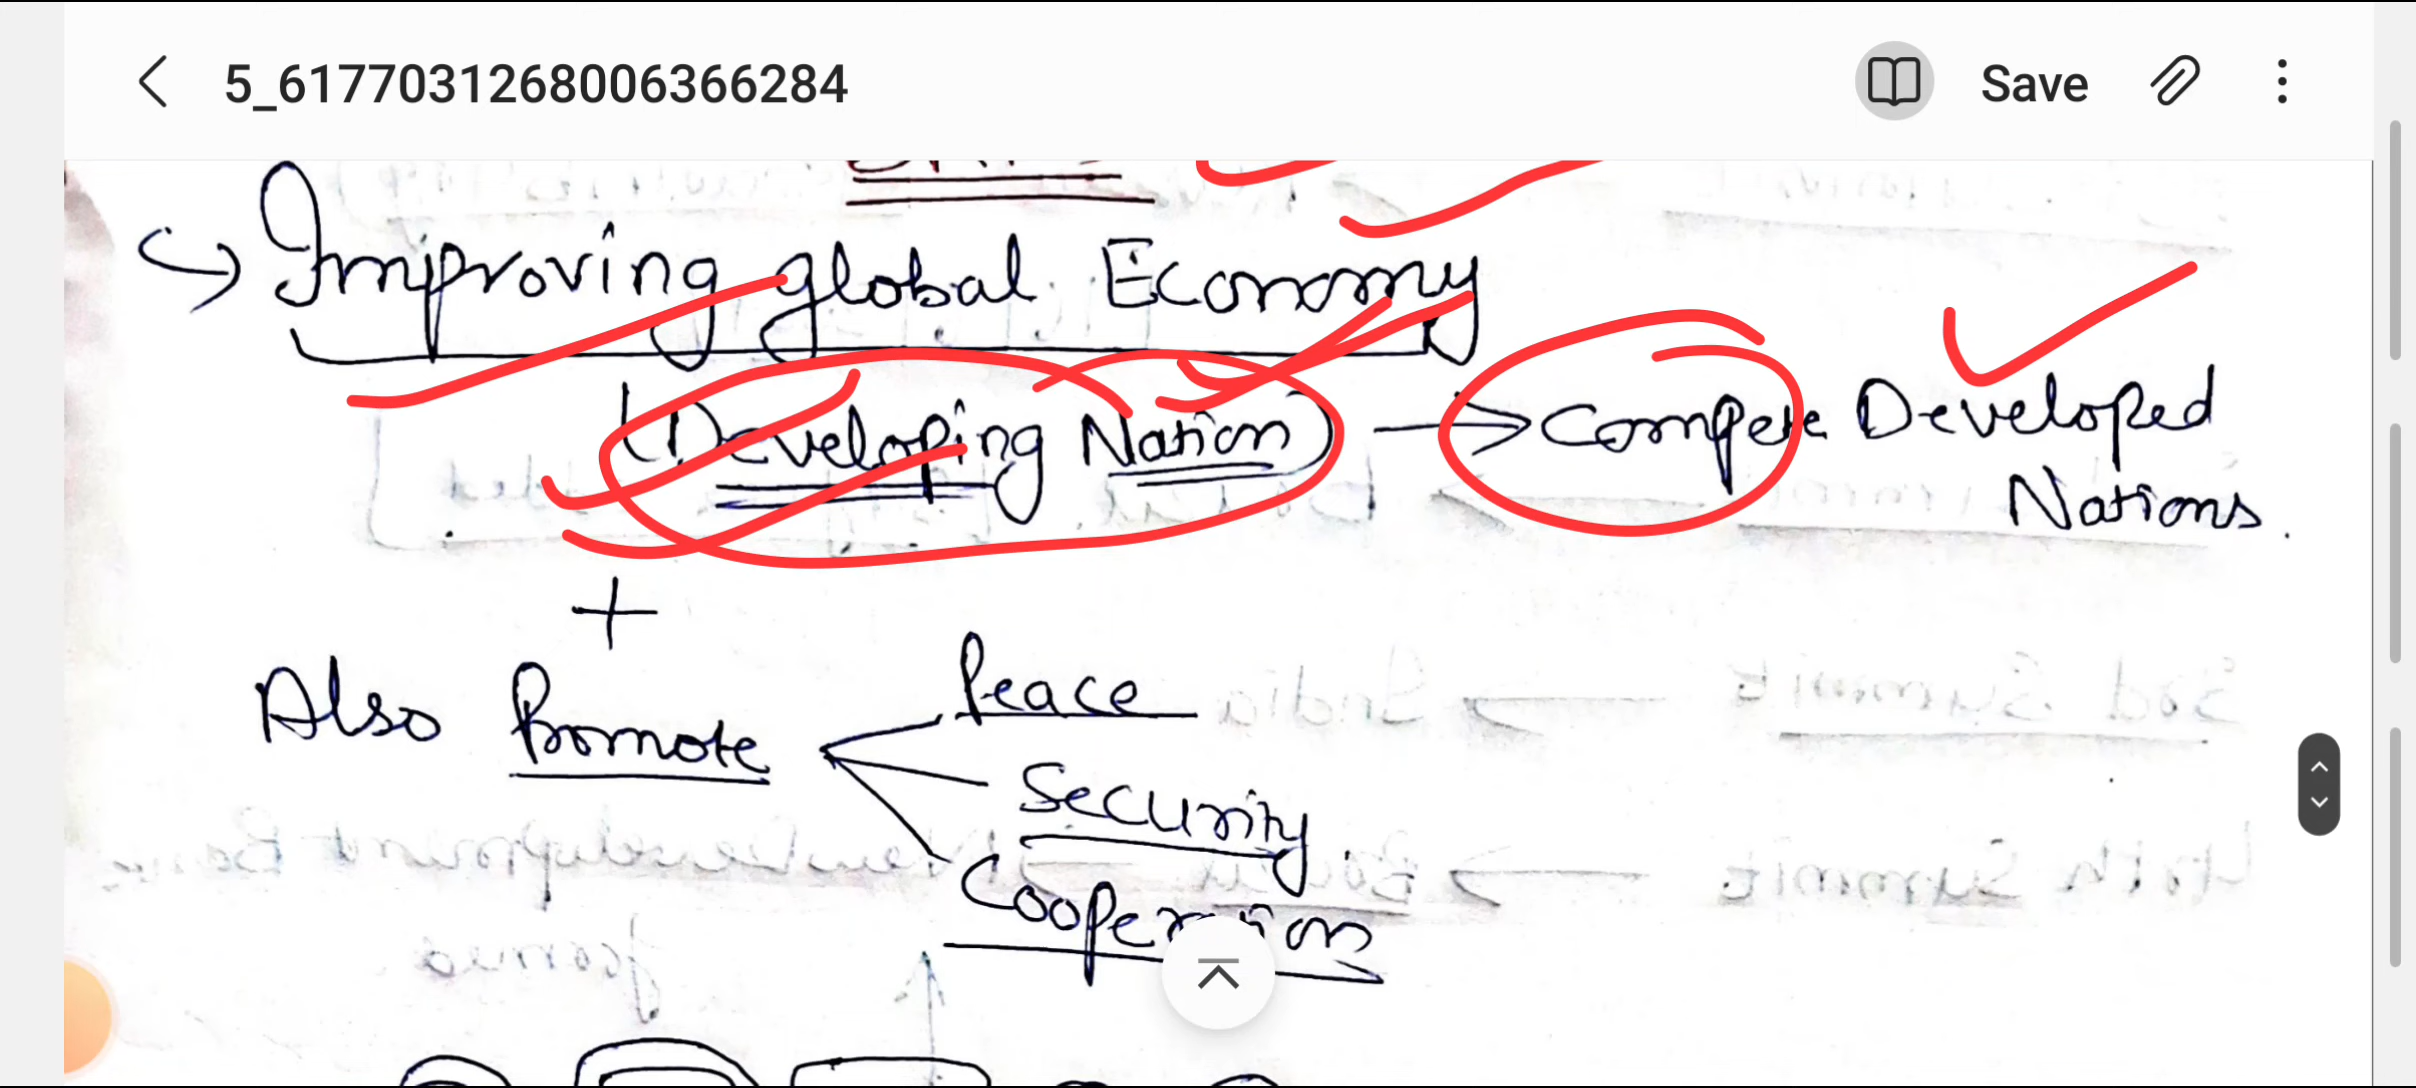 5_6177031268006366284
Save
Improving global Economy
Developing Nation → Compete Developed
Nations.
+
Also Promote
Peace
Security
Cooperation